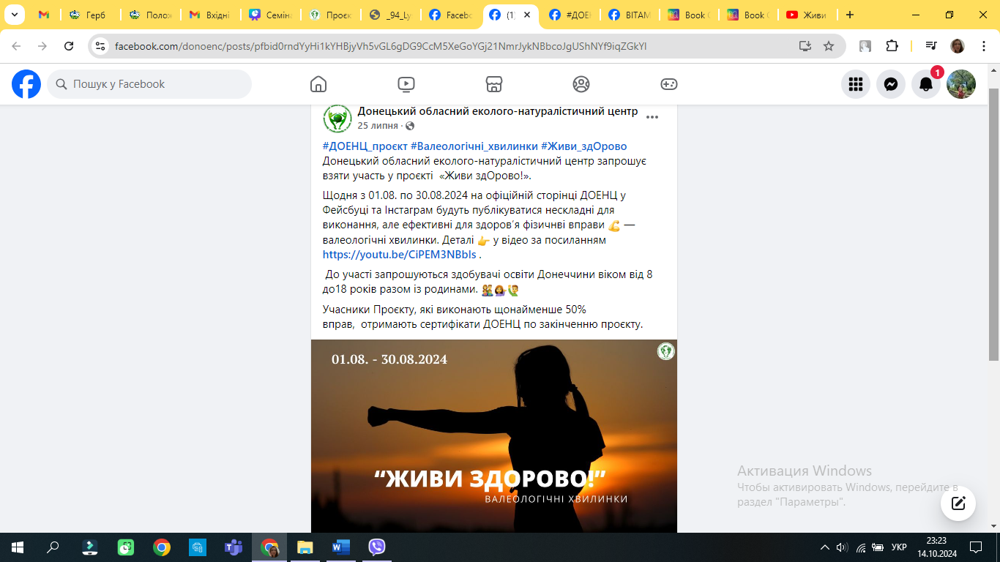 Герб
Полож
Вхідні
Семіна
Проєк
_94_Ly
Facebo
(1)
#ДОЕН
ВІТАМ
Book C
Book C
Живи
facebook.com/donoenc/posts/pfbid0rndYyHi1kYHBjyVh5vGL6gDG9CcM5XeGoYGj21NmrJykNBbcoJgUShNYf9iqZGkYl
Пошук у Facebook
1
Донецький обласний еколого-натуралістичний центр
25 липня ·
#ДОЕНЦ_проєкт #Валеологічні_хвилинки #Живи_здОрово
Донецький обласний еколого-натуралістичний центр запрошує
взяти участь у проєкті «Живи здОрово!».
Щодня з 01.08. по 30.08.2024 на офіційній сторінці ДОЕНЦ у
Фейсбуці та Інстаграм будуть публікуватися нескладні для
виконання, але ефективні для здоров’я фізичнві вправи 💪 —
валеологічні хвилинки. Деталі 👉 у відео за посиланням
https://youtu.be/CiPEM3NBbls .
До участі запрошуються здобувачі освіти Донеччини віком від 8
до18 років разом із родинами.
Учасники Проєкту, які виконають щонайменше 50%
вправ, отримають сертифікати ДОЕНЦ по закінченню проєкту.
01.08. - 30.08.2024
“ЖИВИ ЗДОРОВО!”
ВАЛЕОЛОГІЧНІ ХВИЛИНКИ
Активация Windows
Чтобы активировать Windows, перейдите в
раздел "Параметры".
УКР
23:23
14.10.2024